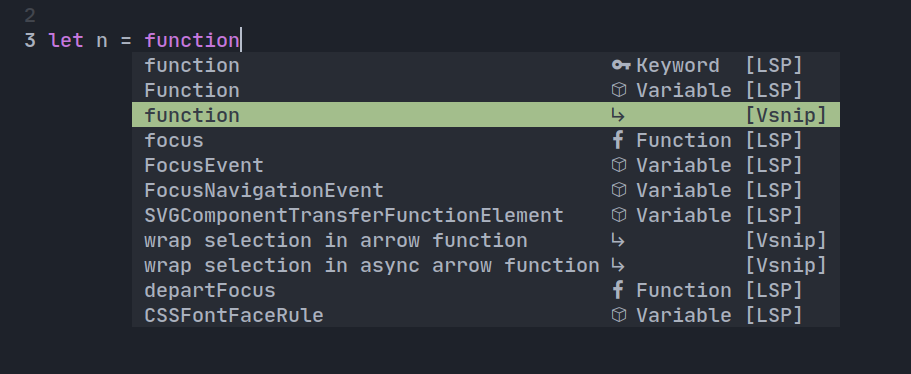 2
3 let n = function
function Keyword [LSP]
Function Variable [LSP]
function [Vsnip]
focus Function [LSP]
FocusEvent Variable [LSP]
FocusNavigationEvent Variable [LSP]
SVGComponentTransferFunctionElement Variable [LSP]
wrap selection in arrow function [Vsnip]
wrap selection in async arrow function [Vsnip]
departFocus Function [LSP]
CSSFontFaceRule Variable [LSP]